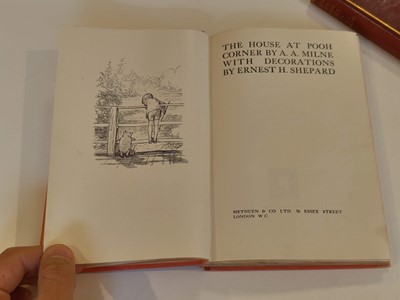 THE HOUSE AT POOH
CORNER BY A. A. MILNE
WITH DECORATIONS
BY ERNEST H. SHEPARD
METHUEN & CO. LTD. 36 ESSEX STREET
LONDON W.C.